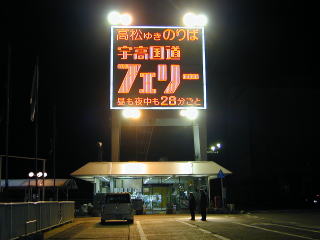 高松ゆきのりば
宇高国道
フェリー
昼も夜中も28分ごと